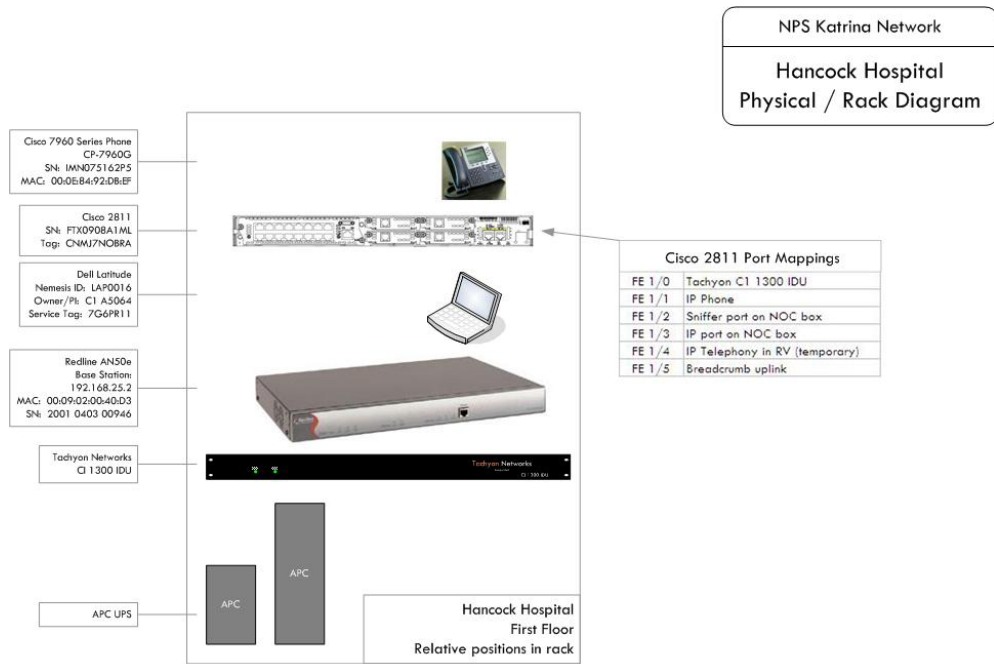 NPS Katrina Network
Hancock Hospital
Physical / Rack Diagram
Cisco 7960 Series Phone
CP-7960G
SN: IMN075162P5
MAC: 00:0E:84:92:DB:EF
Cisco 2811
SN: FTX0908A1ML
Tag: CNMJ7NOBRA
Dell Latitude
Nemesis ID: LAP0016
Owner/PI: C1 A5064
Service Tag: 7G6PR11
Redline AN50e
Base Station:
192.168.25.2
MAC: 00:09:02:00:40:D3
SN: 2001 0403 00946
Tachyon Networks
CI 1300 IDU
APC UPS
Tachyon Networks
CI 1300 IDU
APC
APC
Hancock Hospital
First Floor
Relative positions in rack
Cisco 2811 Port Mappings
FE 1/0 Tachyon C1 1300 IDU
FE 1/1 IP Phone
FE 1/2 Sniffer port on NOC box
FE 1/3 IP port on NOC box
FE 1/4 IP Telephony in RV (temporary)
FE 1/5 Breadcrumb uplink